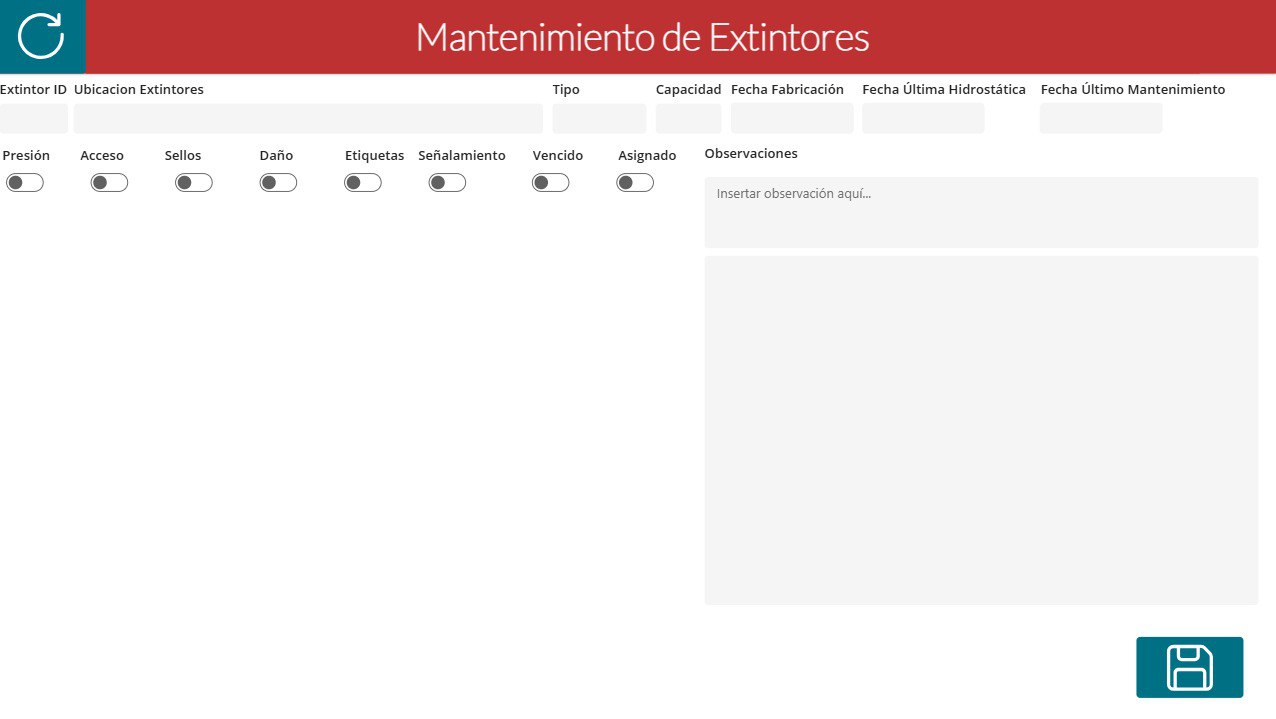 Mantenimiento de Extintores
Extintor ID Ubicacion Extintores Tipo Capacidad Fecha Fabricación Fecha Última Hidrostática Fecha Último Mantenimiento
Presión Acceso Sellos Daño Etiquetas Señalamiento Vencido Asignado Observaciones
Insertar observación aquí...